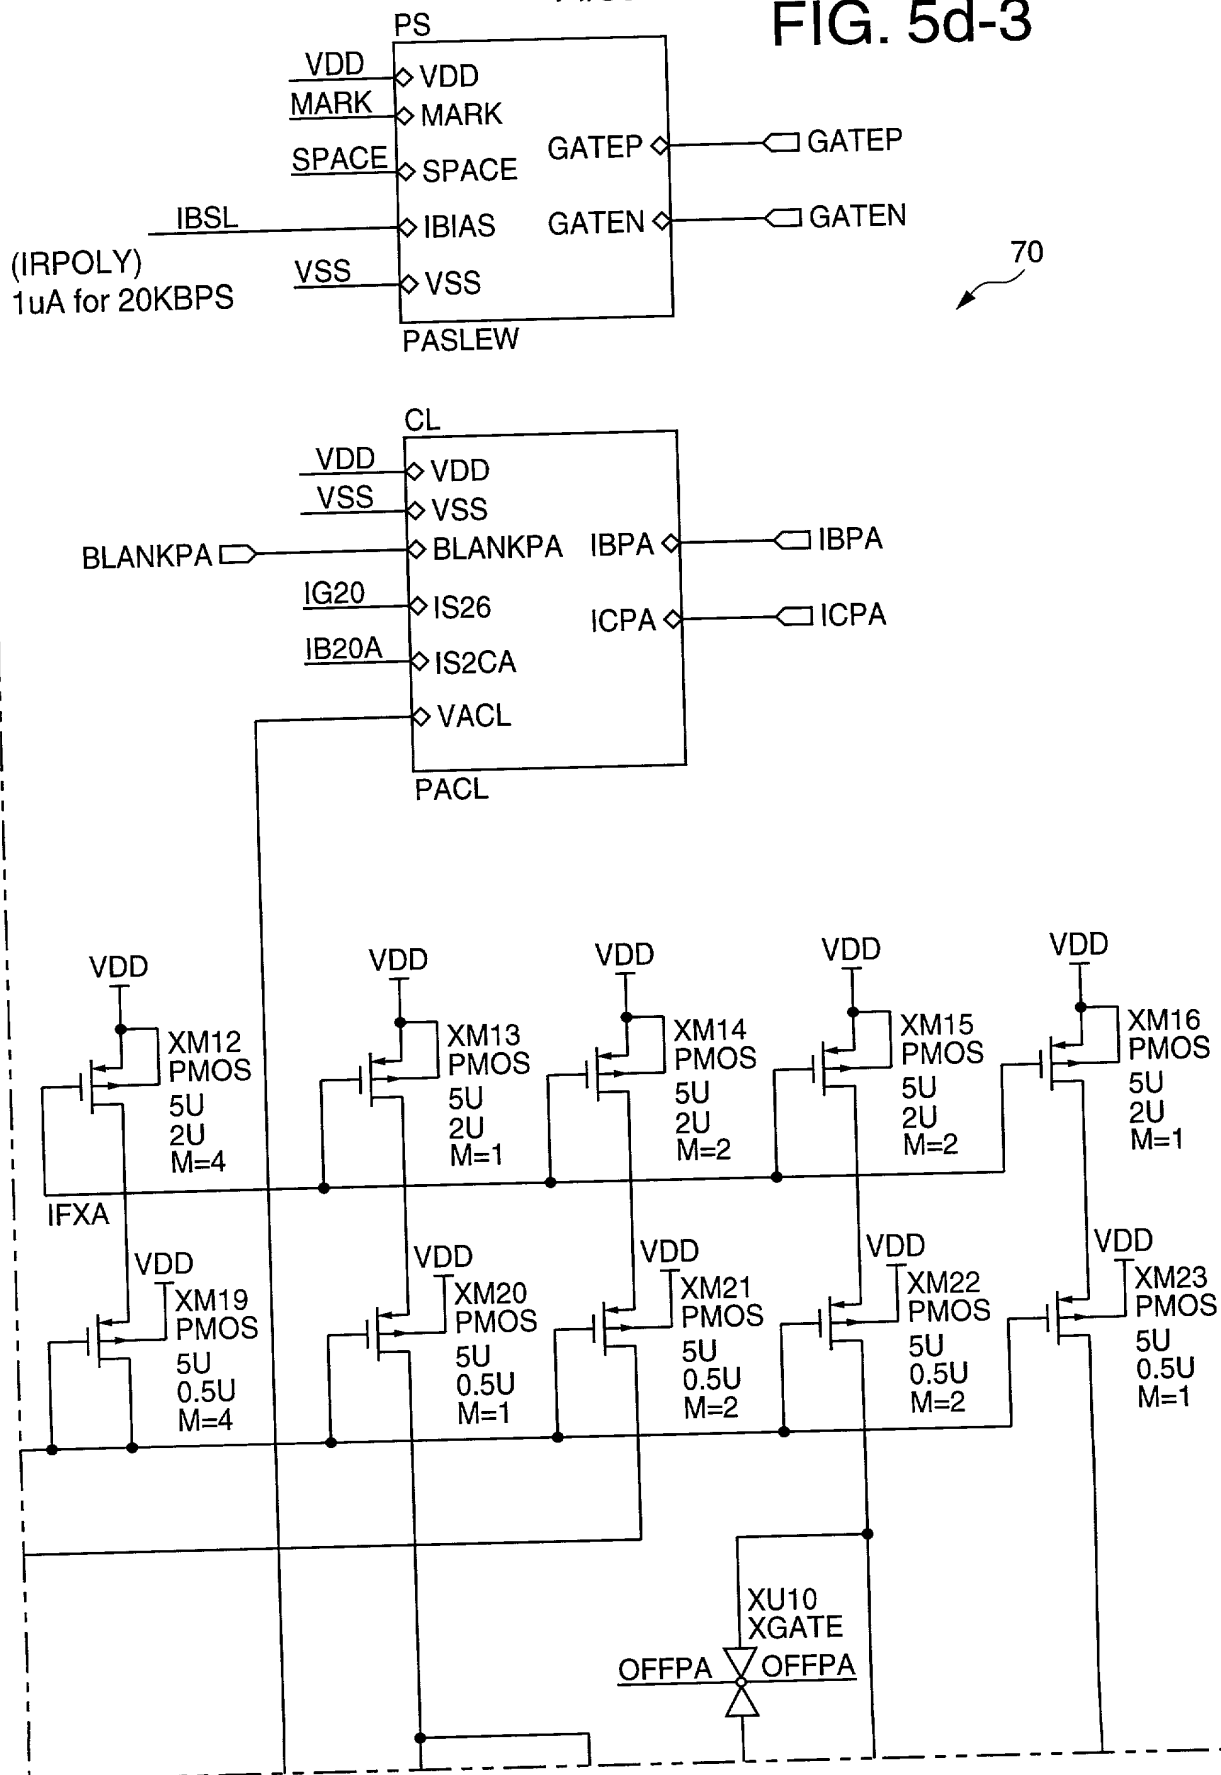 FIG. 5d-3
PS
VDD
VDD
MARK
MARK
SPACE
SPACE
GATEP
GATEP
IBSL
IBIAS
GATEN
GATEN
(IRPOLY)
1uA for 20KBPS
VSS
VSS
PASLEW
70
CL
VDD
VDD
VSS
VSS
BLANKPA
BLANKPA
IBPA
IBPA
IG20
IS26
ICPA
ICPA
IB20A
IS2CA
VACL
PACL
VDD
XM12
PMOS
5U
2U
M=4
VDD
XM13
PMOS
5U
2U
M=1
VDD
XM14
PMOS
5U
2U
M=2
VDD
XM15
PMOS
5U
2U
M=2
VDD
XM16
PMOS
5U
2U
M=1
IFXA
VDD
XM19
PMOS
5U
0.5U
M=4
VDD
XM20
PMOS
5U
0.5U
M=1
VDD
XM21
PMOS
5U
0.5U
M=2
VDD
XM22
PMOS
5U
0.5U
M=2
VDD
XM23
PMOS
5U
0.5U
M=1
XU10
XGATE
OFFPA
OFFPA